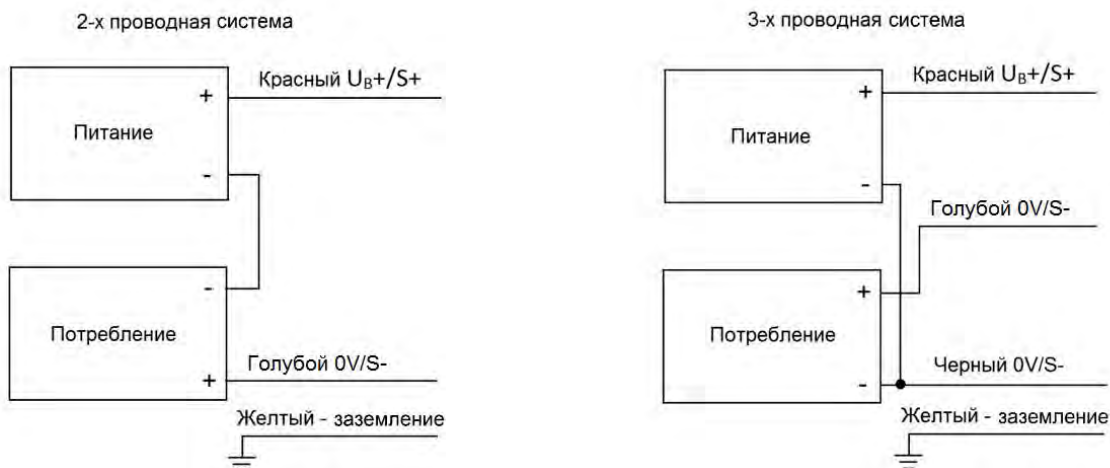 2-х проводная система
Красный UB+/S+
+
Питание
-
-
Потребление
Голубой 0V/S-
+
Желтый - заземление
3-х проводная система
Красный UB+/S+
+
Питание
-
Голубой 0V/S-
+
Потребление
Черный 0V/S-
-
Желтый - заземление